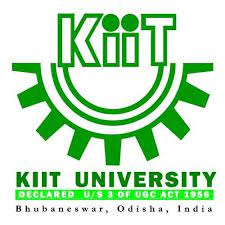 KiiT
KIIT UNIVERSITY
DECLARED U/S 3 OF UGC ACT 1956
Bhubaneswar, Odisha, India